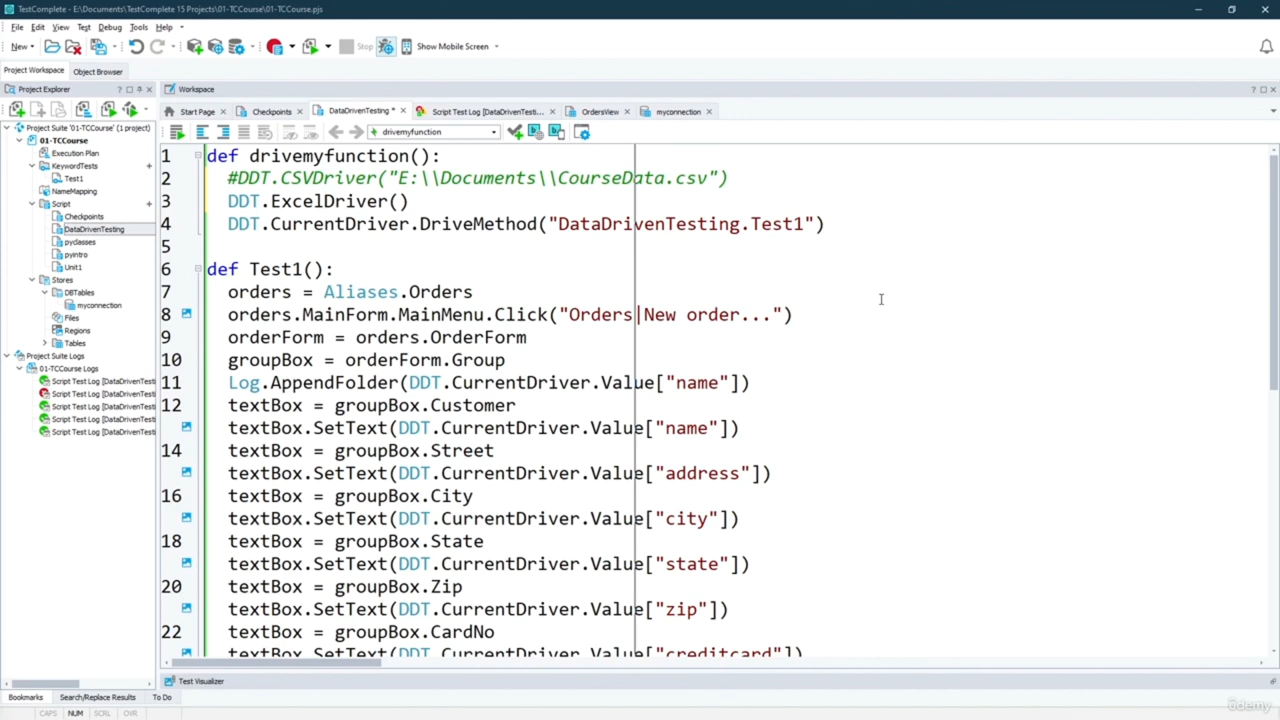 TestComplete - E:\Documents\TestComplete 15 Projects\01-TCCourse\01-TCCourse.pjs
File Edit View Test Debug Tools Help
New Stop Show Mobile Screen
Project Workspace Object Browser
Project Explorer Workspace
Start Page Checkpoints DataDrivenTesting * Script Test Log [DataDrivenTesti... OrdersView myconnection
drivemyfunction
Project Suite '01-TCCourse' (1 project)
01-TCCourse
Execution Plan
KeywordTests
Test1
NameMapping
Script
Checkpoints
DataDrivenTesting
pyclasses
pyintro
Unit1
Stores
DBTables
myconnection
Files
Regions
Tables
Project Suite Logs
01-TCCourse Logs
Script Test Log [DataDrivenTesti
Script Test Log [DataDrivenTesti
Script Test Log [DataDrivenTesti
Script Test Log [DataDrivenTesti
Script Test Log [DataDrivenTesti
1 def drivemyfunction():
2 #DDT.CSVDriver("E:\\Documents\\CourseData.csv")
3 DDT.ExcelDriver()
4 DDT.CurrentDriver.DriveMethod("DataDrivenTesting.Test1")
5
6 def Test1():
7 orders = Aliases.Orders
8 orders.MainForm.MainMenu.Click("Orders|New order...")
9 orderForm = orders.OrderForm
10 groupBox = orderForm.Group
11 Log.AppendFolder(DDT.CurrentDriver.Value["name"])
12 textBox = groupBox.Customer
textBox.SetText(DDT.CurrentDriver.Value["name"])
14 textBox = groupBox.Street
textBox.SetText(DDT.CurrentDriver.Value["address"])
16 textBox = groupBox.City
textBox.SetText(DDT.CurrentDriver.Value["city"])
18 textBox = groupBox.State
textBox.SetText(DDT.CurrentDriver.Value["state"])
20 textBox = groupBox.Zip
textBox.SetText(DDT.CurrentDriver.Value["zip"])
22 textBox = groupBox.CardNo
textBox.SetText(DDT.CurrentDriver.Value["creditcard"])
Test Visualizer
Bookmarks Search/Replace Results To Do
CAPS NUM SCRL OVR
ûdemy